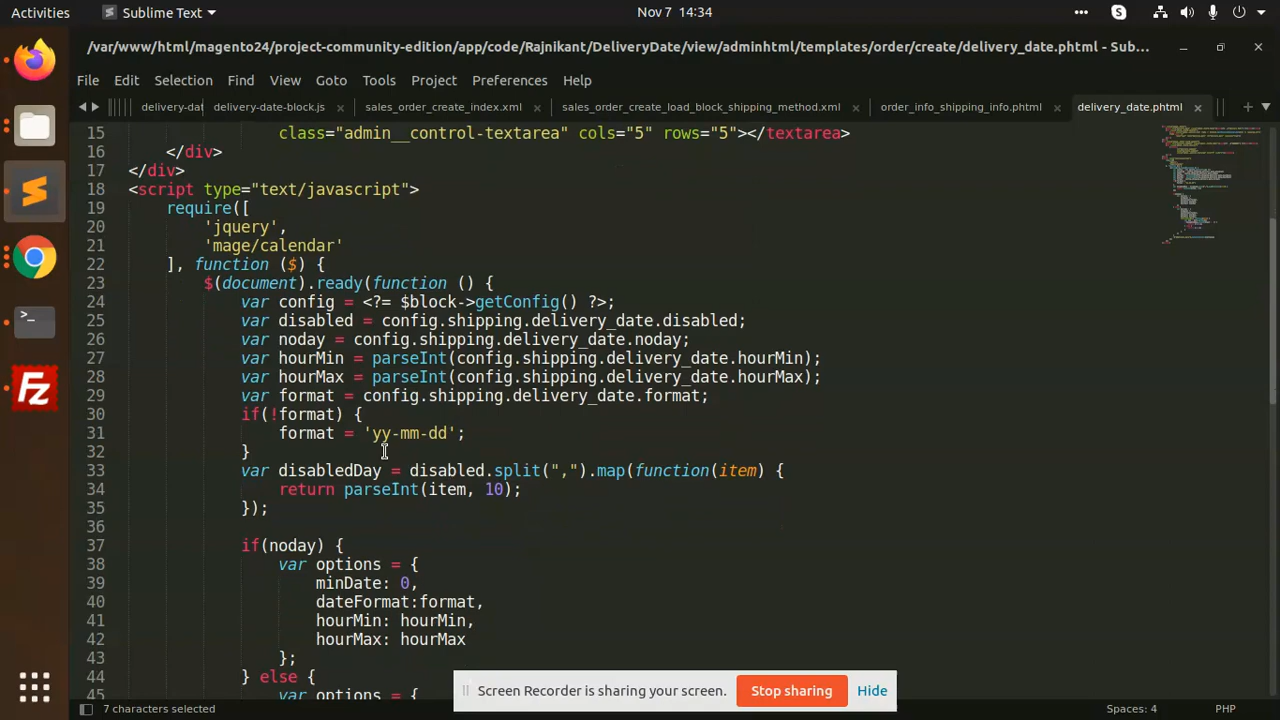 Activities
Sublime Text
Nov 7 14:34
/var/www/html/magento24/project-community-edition/app/code/Rajnikant/DeliveryDate/view/adminhtml/templates/order/create/delivery_date.phtml - Sub...
File Edit Selection Find View Goto Tools Project Preferences Help
delivery-dat delivery-date-block.js sales_order_create_index.xml sales_order_create_load_block_shipping_method.xml order_info_shipping_info.phtml delivery_date.phtml
15 class="admin__control-textarea" cols="5" rows="5"></textarea>
16 </div>
17 </div>
18 <script type="text/javascript">
19 require([
20 'jquery',
21 'mage/calendar'
22 ], function ($) {
23 $(document).ready(function () {
24 var config = <?= $block->getConfig() ?>;
25 var disabled = config.shipping.delivery_date.disabled;
26 var noday = config.shipping.delivery_date.noday;
27 var hourMin = parseInt(config.shipping.delivery_date.hourMin);
28 var hourMax = parseInt(config.shipping.delivery_date.hourMax);
29 var format = config.shipping.delivery_date.format;
30 if(!format) {
31 format = 'yy-mm-dd';
32 }
33 var disabledDay = disabled.split(",").map(function(item) {
34 return parseInt(item, 10);
35 });
36
37 if(noday) {
38 var options = {
39 minDate: 0,
40 dateFormat:format,
41 hourMin: hourMin,
42 hourMax: hourMax
43 };
44 } else {
45 var options = {
Screen Recorder is sharing your screen. Stop sharing Hide
7 characters selected
Spaces: 4
PHP